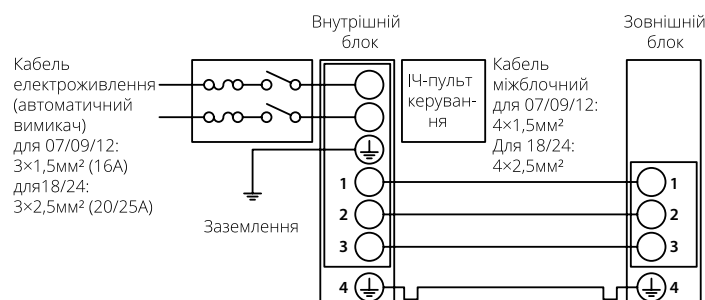 Внутрішній
блок
Зовнішній
блок
Кабель
електроживлення
(автоматичний
вимикач)
для 07/09/12:
3×1,5мм² (16А)
для18/24:
3×2,5мм² (20/25А)
ІЧ-пульт
керуван-
ня
Кабель
міжблочний
для 07/09/12:
4×1,5мм²
Для 18/24:
4×2,5мм²
Заземлення
1
2
3
4
1
2
3
4